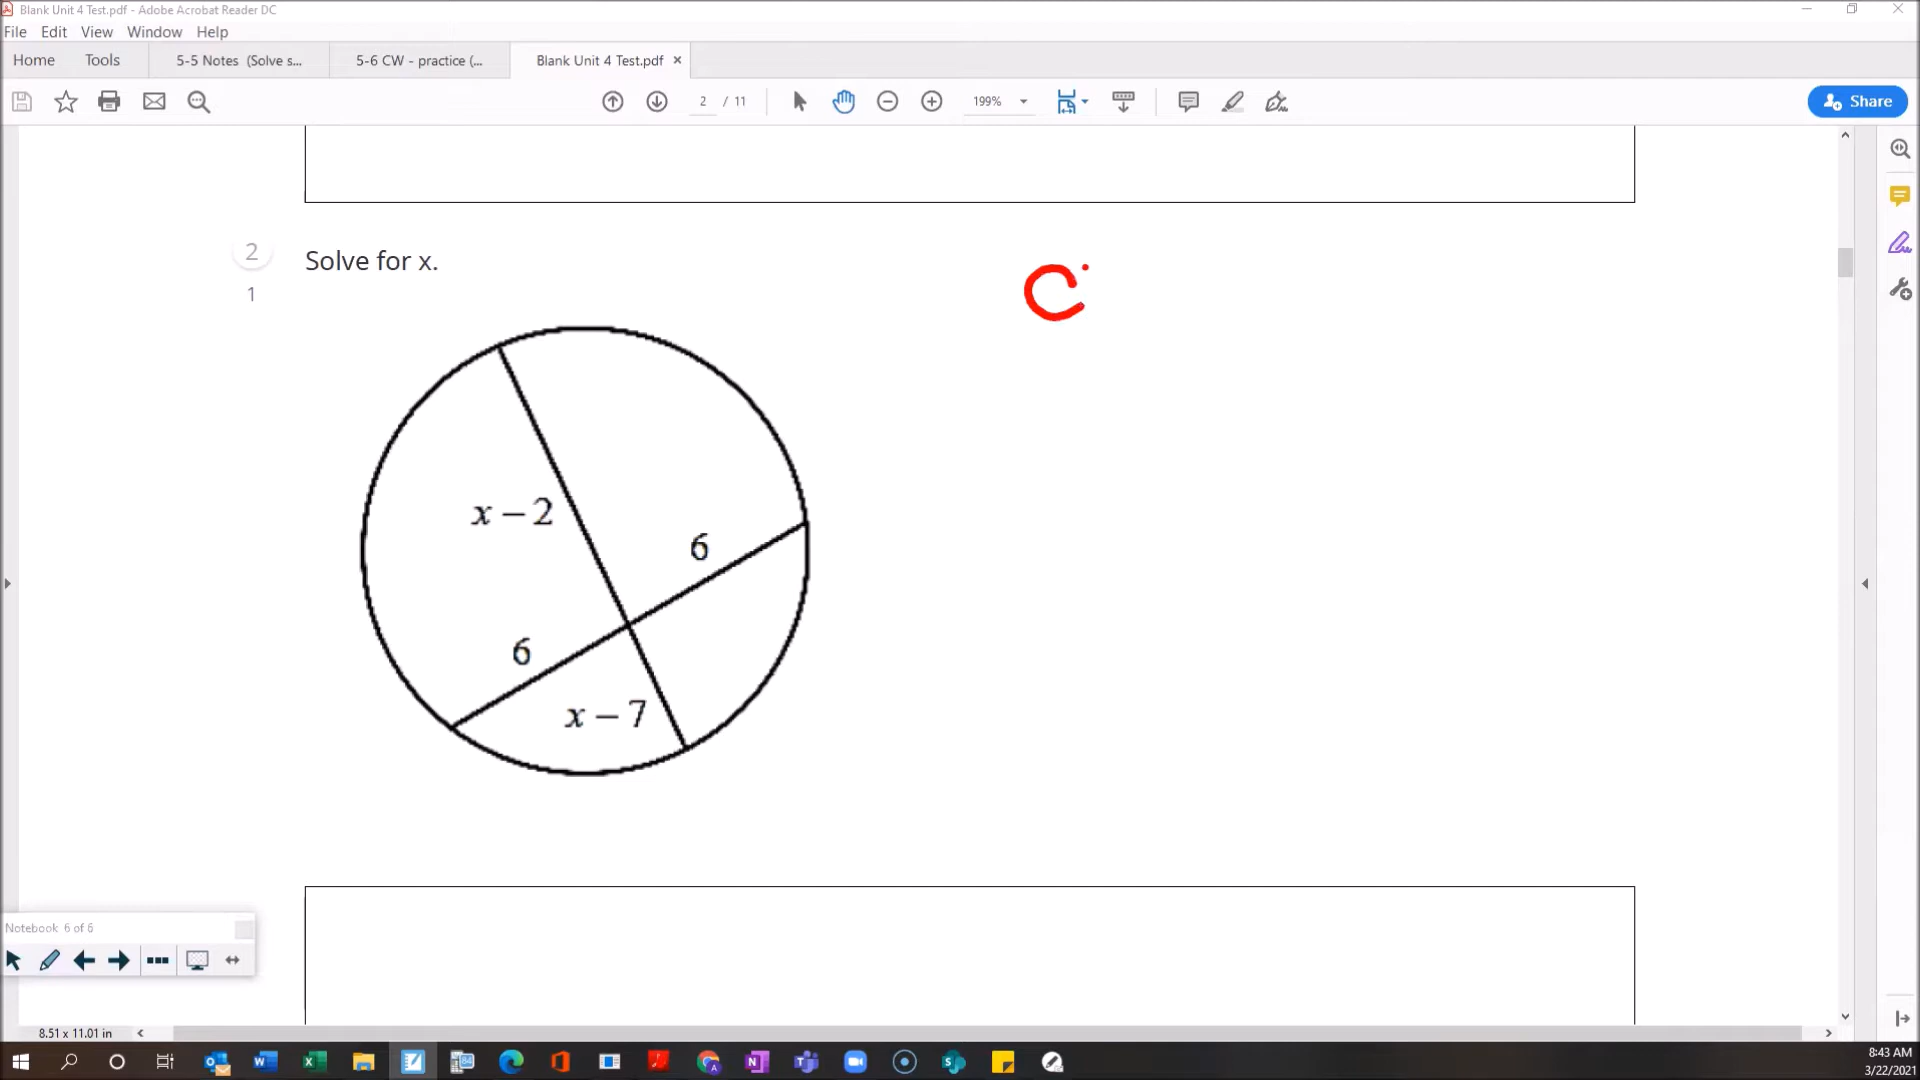 Blank Unit 4 Test.pdf - Adobe Acrobat Reader DC
File Edit View Window Help
Home Tools 5-5 Notes (Solve s... 5-6 CW - practice (... Blank Unit 4 Test.pdf ×
2 / 11 199% Share
2 Solve for x.
1
C
x – 2
6
6
x – 7
Notebook 6 of 6
8.51 x 11.01 in
8:43 AM
3/22/2021